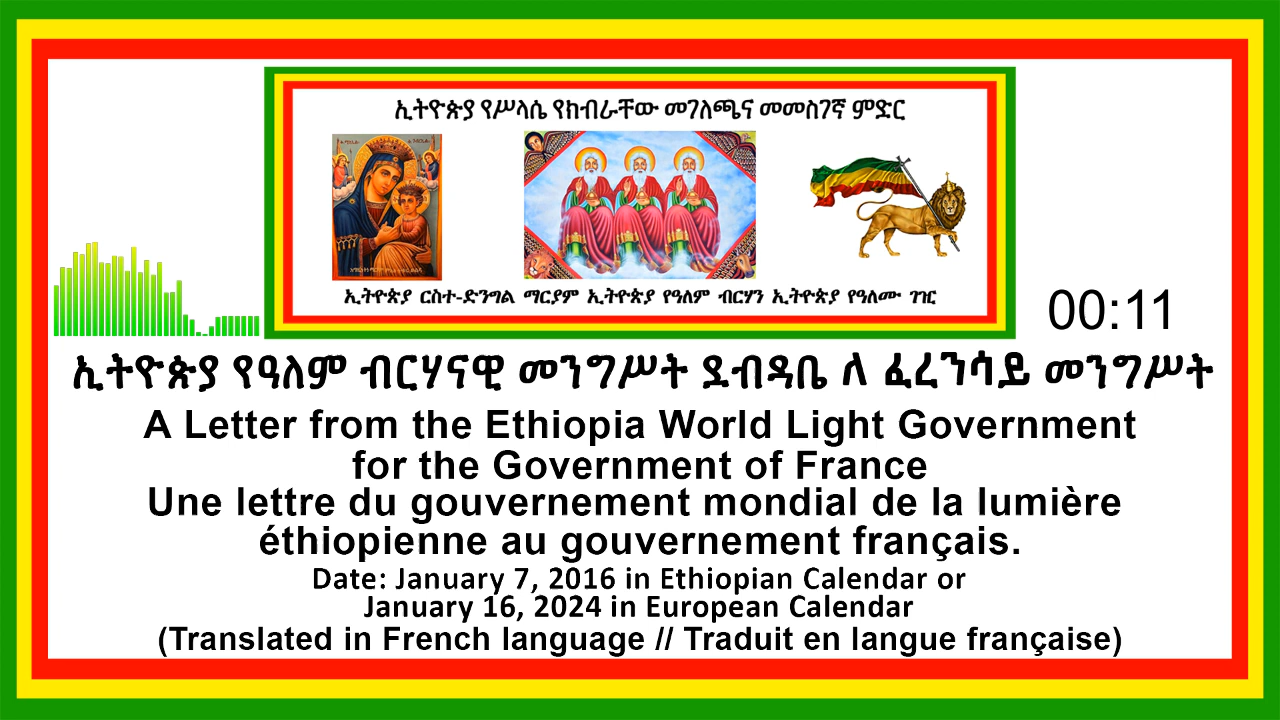 ኢትዮጵያ የሥላሴ የክብራቸው መገለጫና መመስገኛ ምድር
ኢትዮጵያ ርስተ-ድንግል ማርያም ኢትዮጵያ የዓለም ብርሃን ኢትዮጵያ የዓለሙ ገዢ
00:11
ኢትዮጵያ የዓለም ብርሃናዊ መንግሥት ደብዳቤ ለ ፈረንሳይ መንግሥት
A Letter from the Ethiopia World Light Government
for the Government of France
Une lettre du gouvernement mondial de la lumière
éthiopienne au gouvernement français.
Date: January 7, 2016 in Ethiopian Calendar or
January 16, 2024 in European Calendar
(Translated in French language // Traduit en langue française)